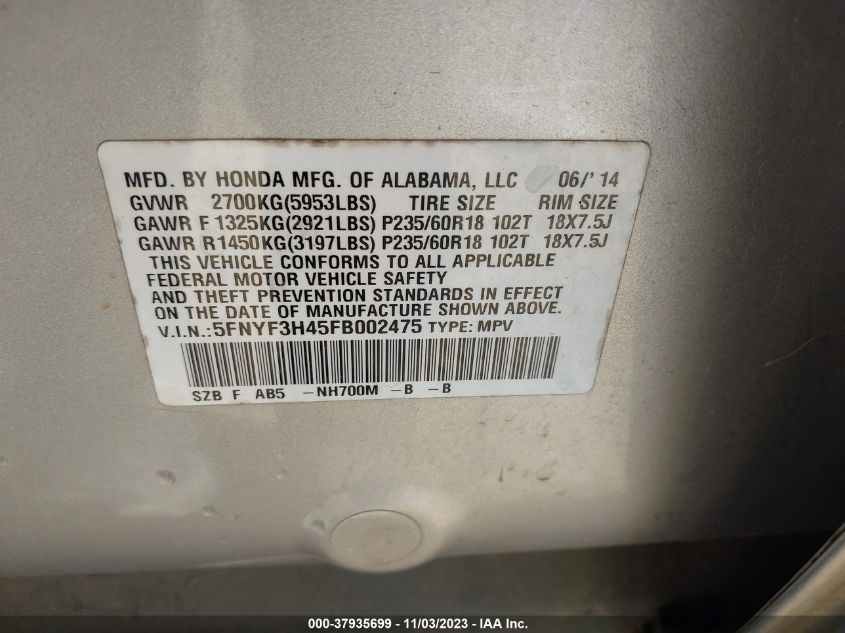 MFD. BY HONDA MFG. OF ALABAMA, LLC 06/'14
GVWR 2700KG(5953LBS) TIRE SIZE RIM SIZE
GAWR F 1325KG(2921LBS) P235/60R18 102T 18X7.5J
GAWR R1450KG(3197LBS) P235/60R18 102T 18X7.5J
THIS VEHICLE CONFORMS TO ALL APPLICABLE
FEDERAL MOTOR VEHICLE SAFETY
AND THEFT PREVENTION STANDARDS IN EFFECT
ON THE DATE OF MANUFACTURE SHOWN ABOVE.
V.I.N.:5FNYF3H45FB002475 TYPE: MPV
SZB F AB5 -NH700M -B -B
000-37935699 - 11/03/2023 - IAAI Inc.